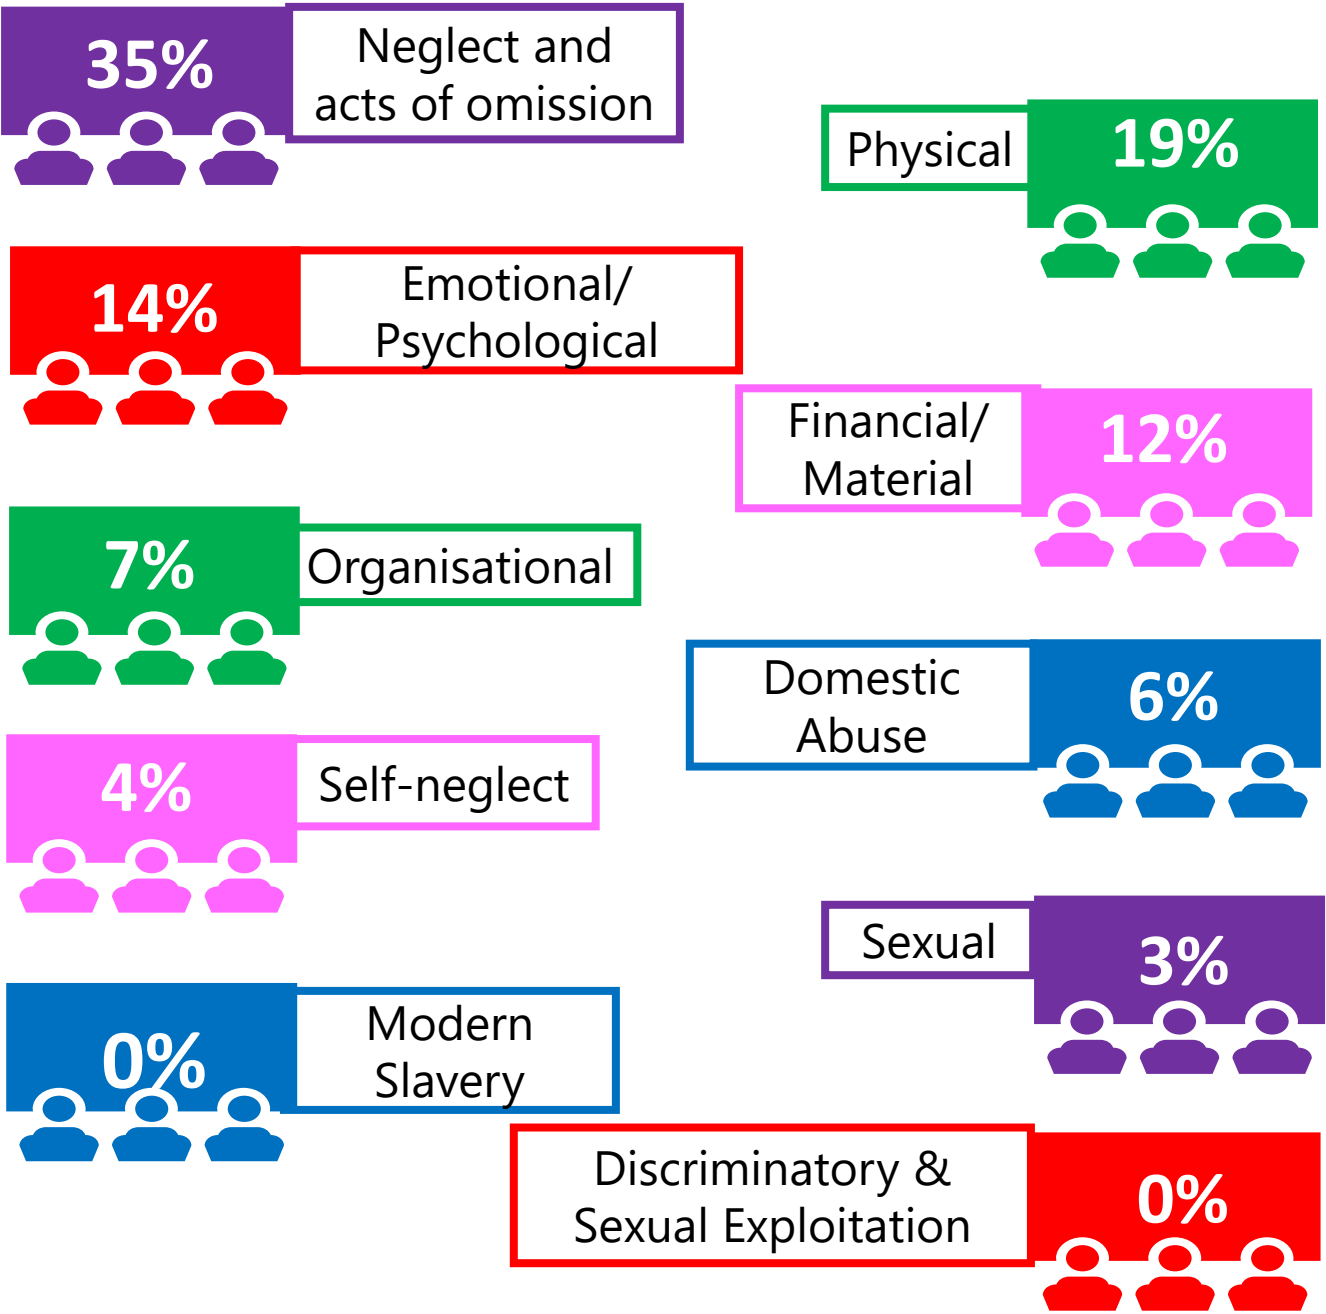 35%
Neglect and
acts of omission
Physical
19%
14%
Emotional/
Psychological
Financial/
Material
12%
7%
Organisational
Domestic
Abuse
6%
4%
Self-neglect
Sexual
3%
0%
Modern
Slavery
Discriminatory &
Sexual Exploitation
0%